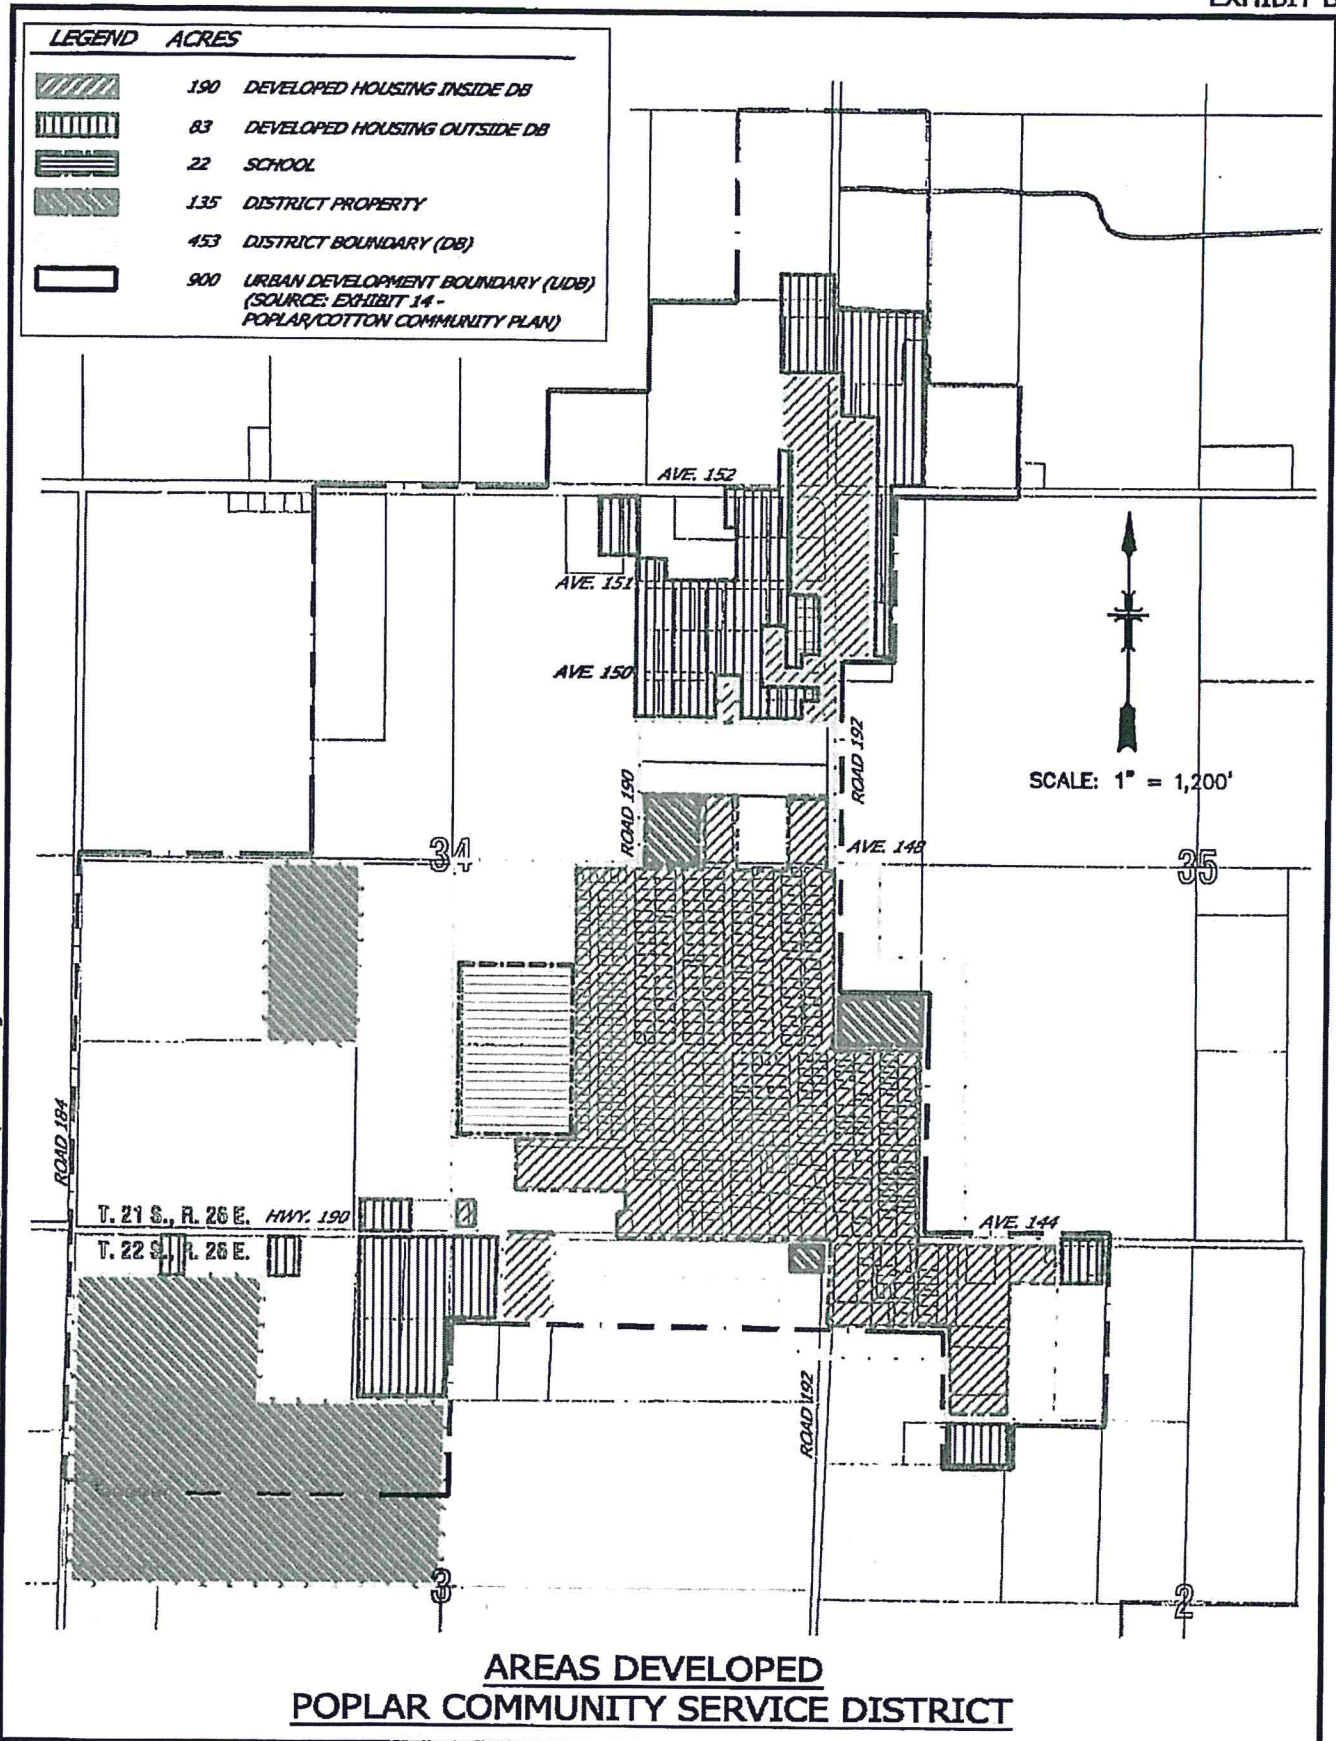 EXHIBIT
LEGEND ACRES
190 DEVELOPED HOUSING INSIDE DB
83 DEVELOPED HOUSING OUTSIDE DB
22 SCHOOL
135 DISTRICT PROPERTY
453 DISTRICT BOUNDARY (DB)
900 URBAN DEVELOPMENT BOUNDARY (UDB)
(SOURCE: EXHIBIT 14 -
POPLAR/COTTON COMMUNITY PLAN)
AVE. 152
AVE. 151
AVE. 150
ROAD 192
SCALE: 1" = 1,200'
ROAD 190
34
AVE. 148
35
ROAD 184
T. 21 S., R. 26 E. HWY. 190
AVE. 144
T. 22 S., R. 26 E.
ROAD 192
3
2
AREAS DEVELOPED
POPLAR COMMUNITY SERVICE DISTRICT